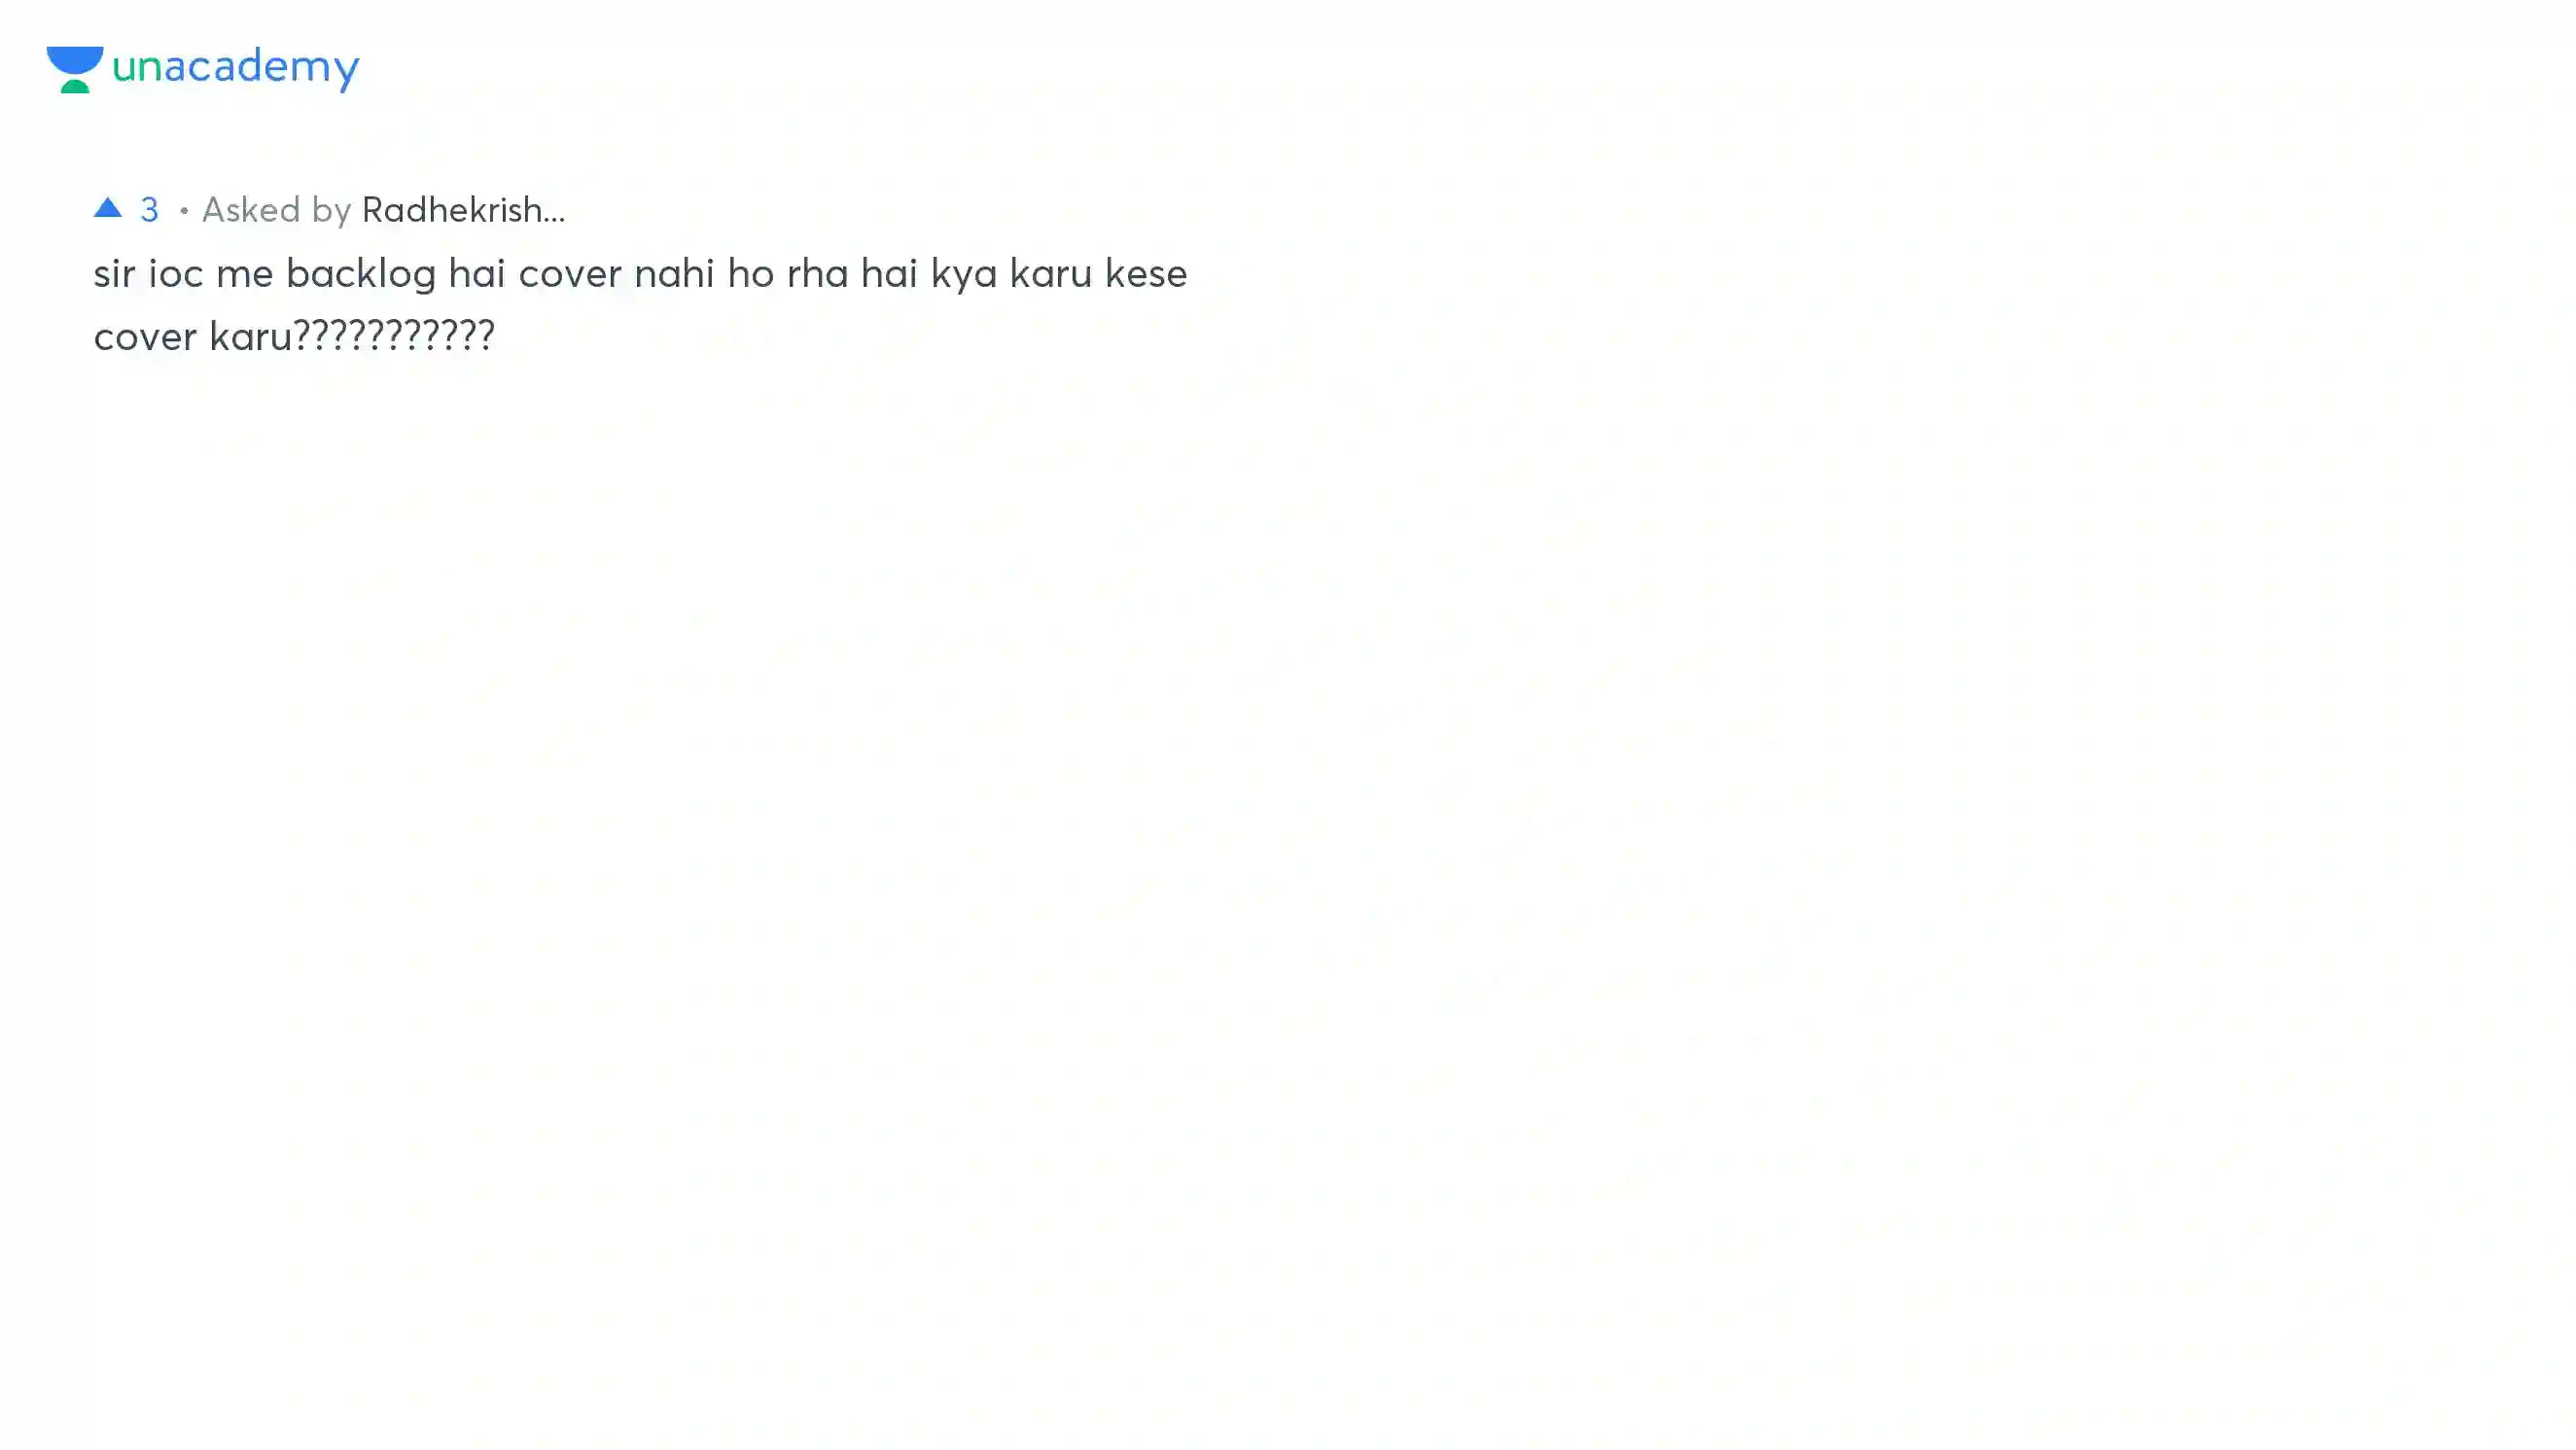 unacademy
▲ 3 • Asked by Radhekrish...
sir ioc me backlog hai cover nahi ho rha hai kya karu kese
cover karu???????????